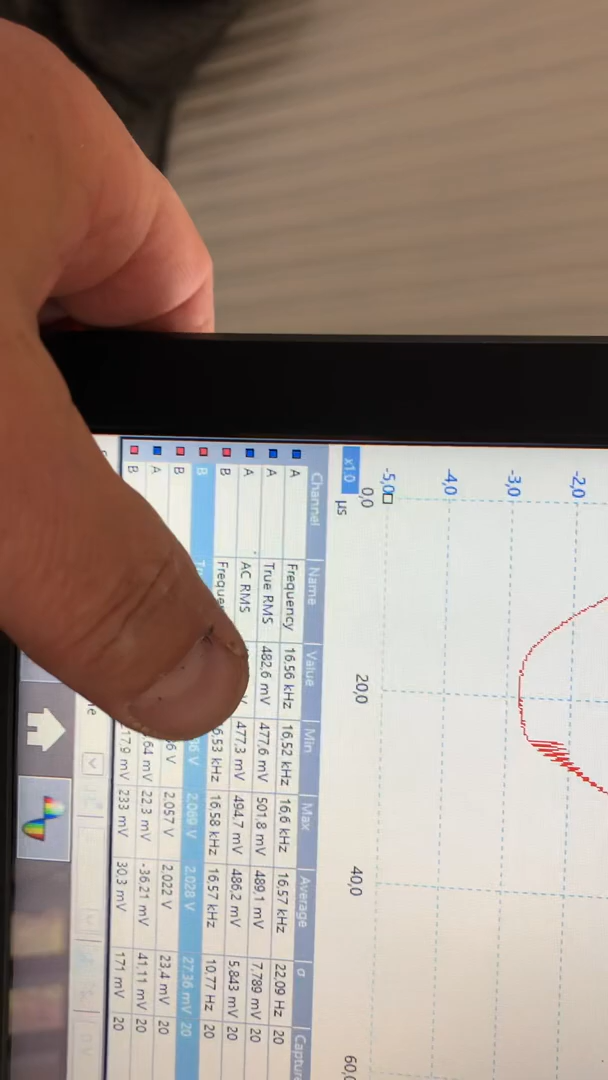 -5,0 -4,0 -3,0 -2,0
x1.0 0,0 20,0 40,0 60,0
µs
Channel Name Value Min Max Average σ Capture
A Frequency 16,56 kHz 16,52 kHz 16,6 kHz 16,57 kHz 22,09 Hz 20
A True RMS 482,6 mV 477,6 mV 501,8 mV 489,1 mV 7,789 mV 20
A AC RMS 477,3 mV 494,7 mV 486,2 mV 5,843 mV 20
B 16,58 kHz 16,57 kHz 10,77 Hz 20
B 2,069 V 2,028 V 27,36 mV 20
B 2,057 V 2,022 V 23,4 mV 20
A 22,3 mV -36,21 mV 41,11 mV 20
B 233 mV 30,3 mV 171 mV 20